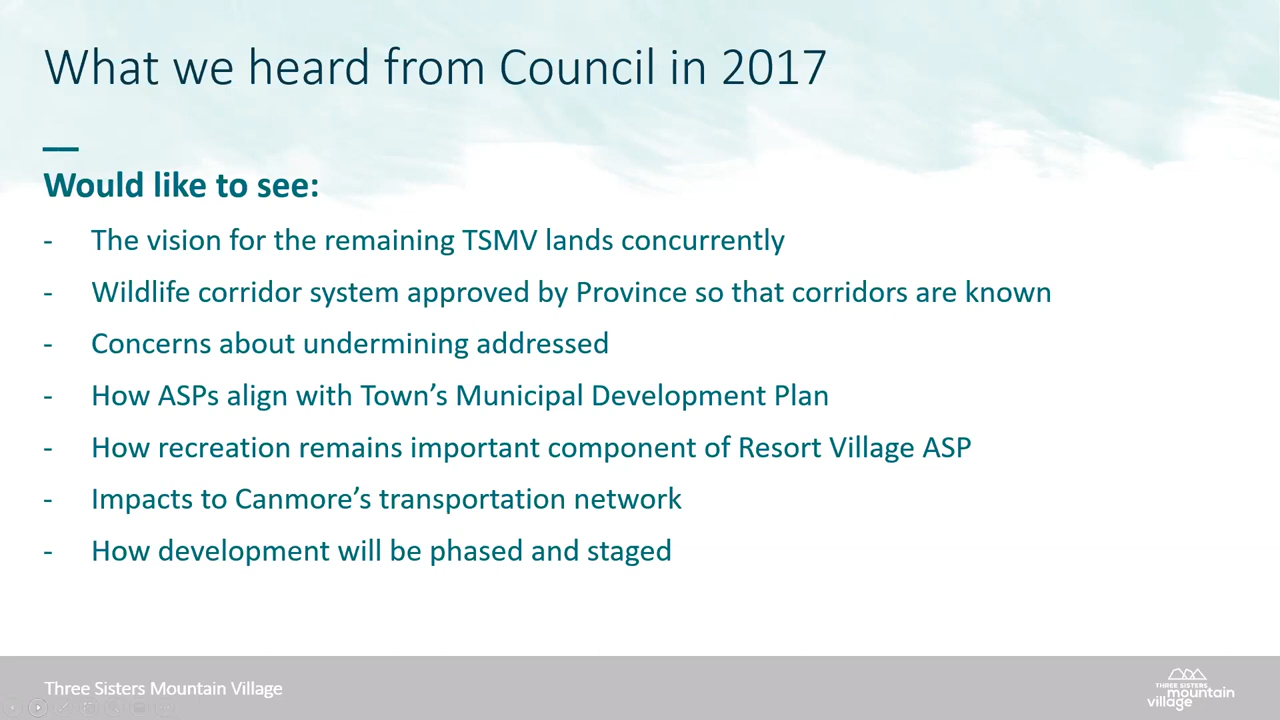 What we heard from Council in 2017
Would like to see:
- The vision for the remaining TSMV lands concurrently
- Wildlife corridor system approved by Province so that corridors are known
- Concerns about undermining addressed
- How ASPs align with Town’s Municipal Development Plan
- How recreation remains important component of Resort Village ASP
- Impacts to Canmore’s transportation network
- How development will be phased and staged
Three Sisters Mountain Village
THREE SISTERS
mountain
village